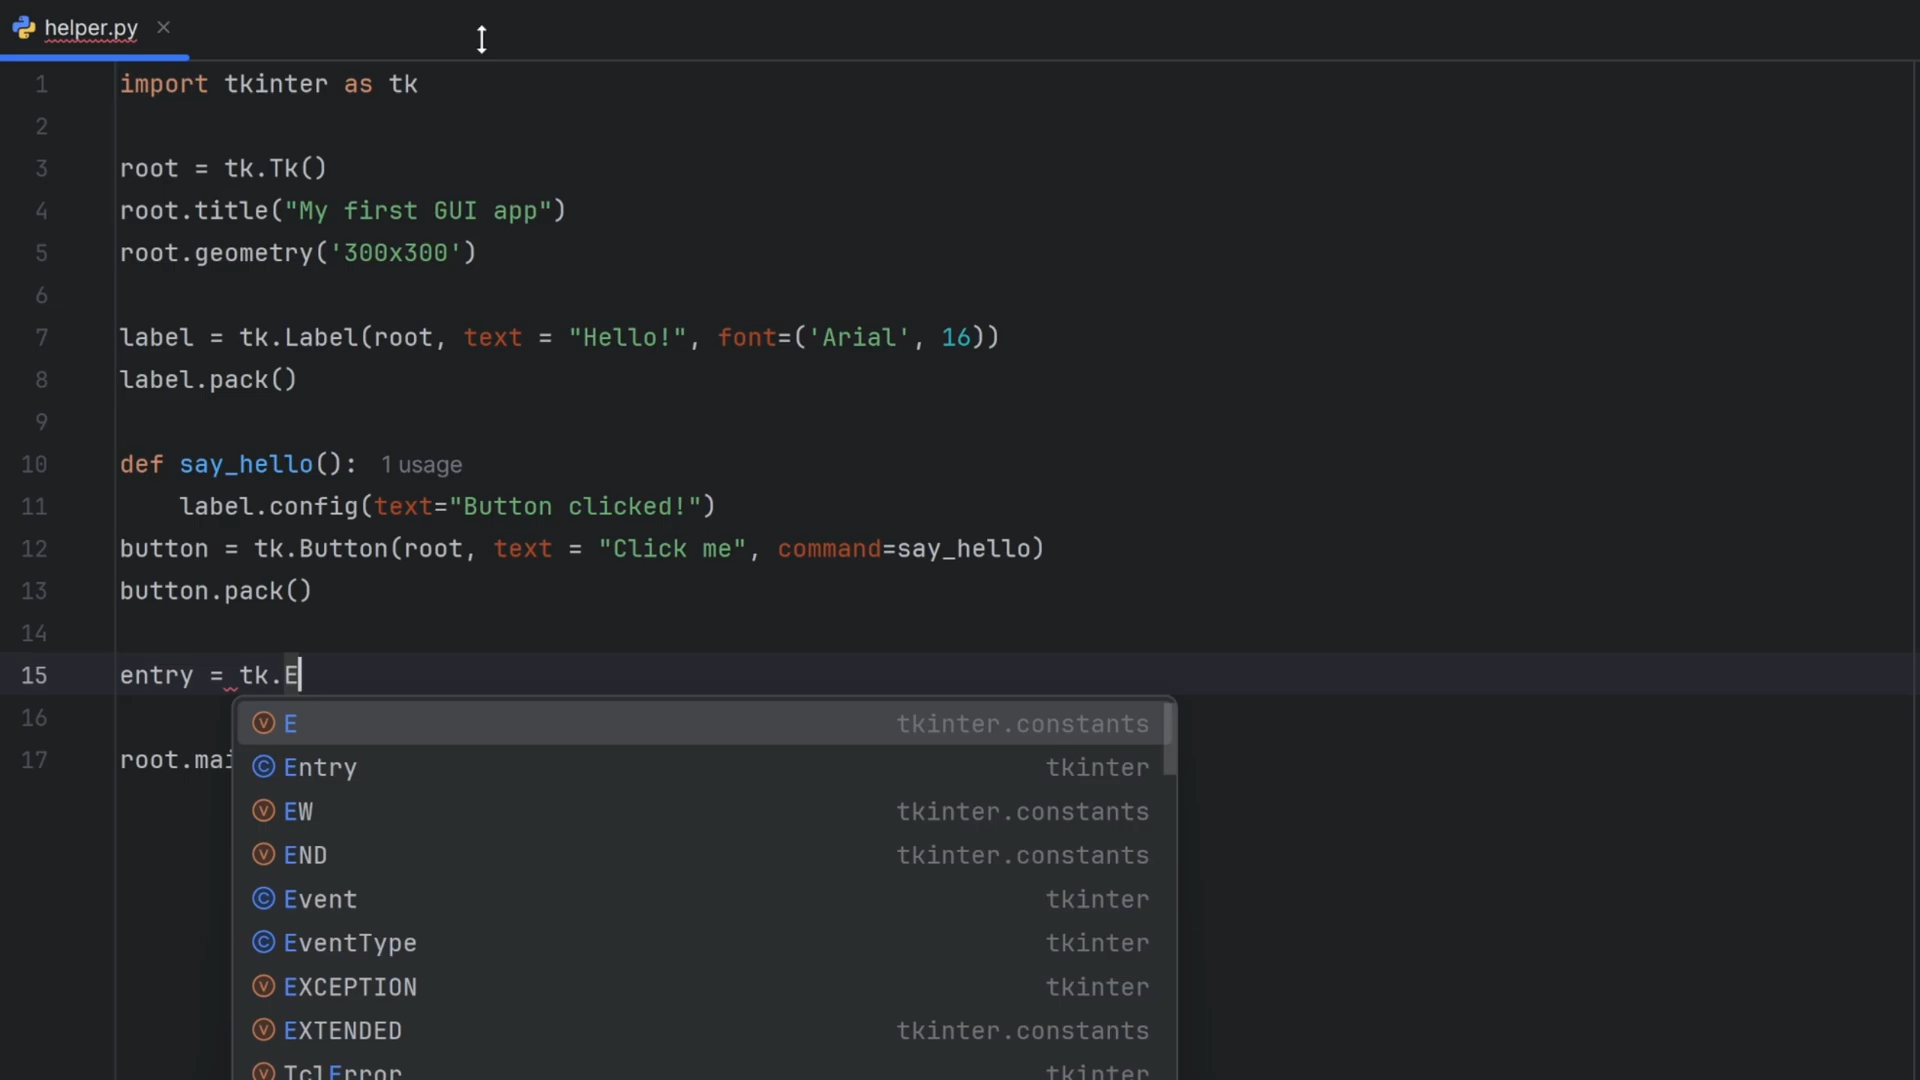 helper.py
1 import tkinter as tk
2
3 root = tk.Tk()
4 root.title("My first GUI app")
5 root.geometry('300x300')
6
7 label = tk.Label(root, text = "Hello!", font=('Arial', 16))
8 label.pack()
9
10 def say_hello(): 1 usage
11     label.config(text="Button clicked!")
12 button = tk.Button(root, text = "Click me", command=say_hello)
13 button.pack()
14
15 entry = tk.E
16
E tkinter.constants
17 root.mai
Entry tkinter
EW tkinter.constants
END tkinter.constants
Event tkinter
EventType tkinter
EXCEPTION tkinter
EXTENDED tkinter.constants
TclError tkinter